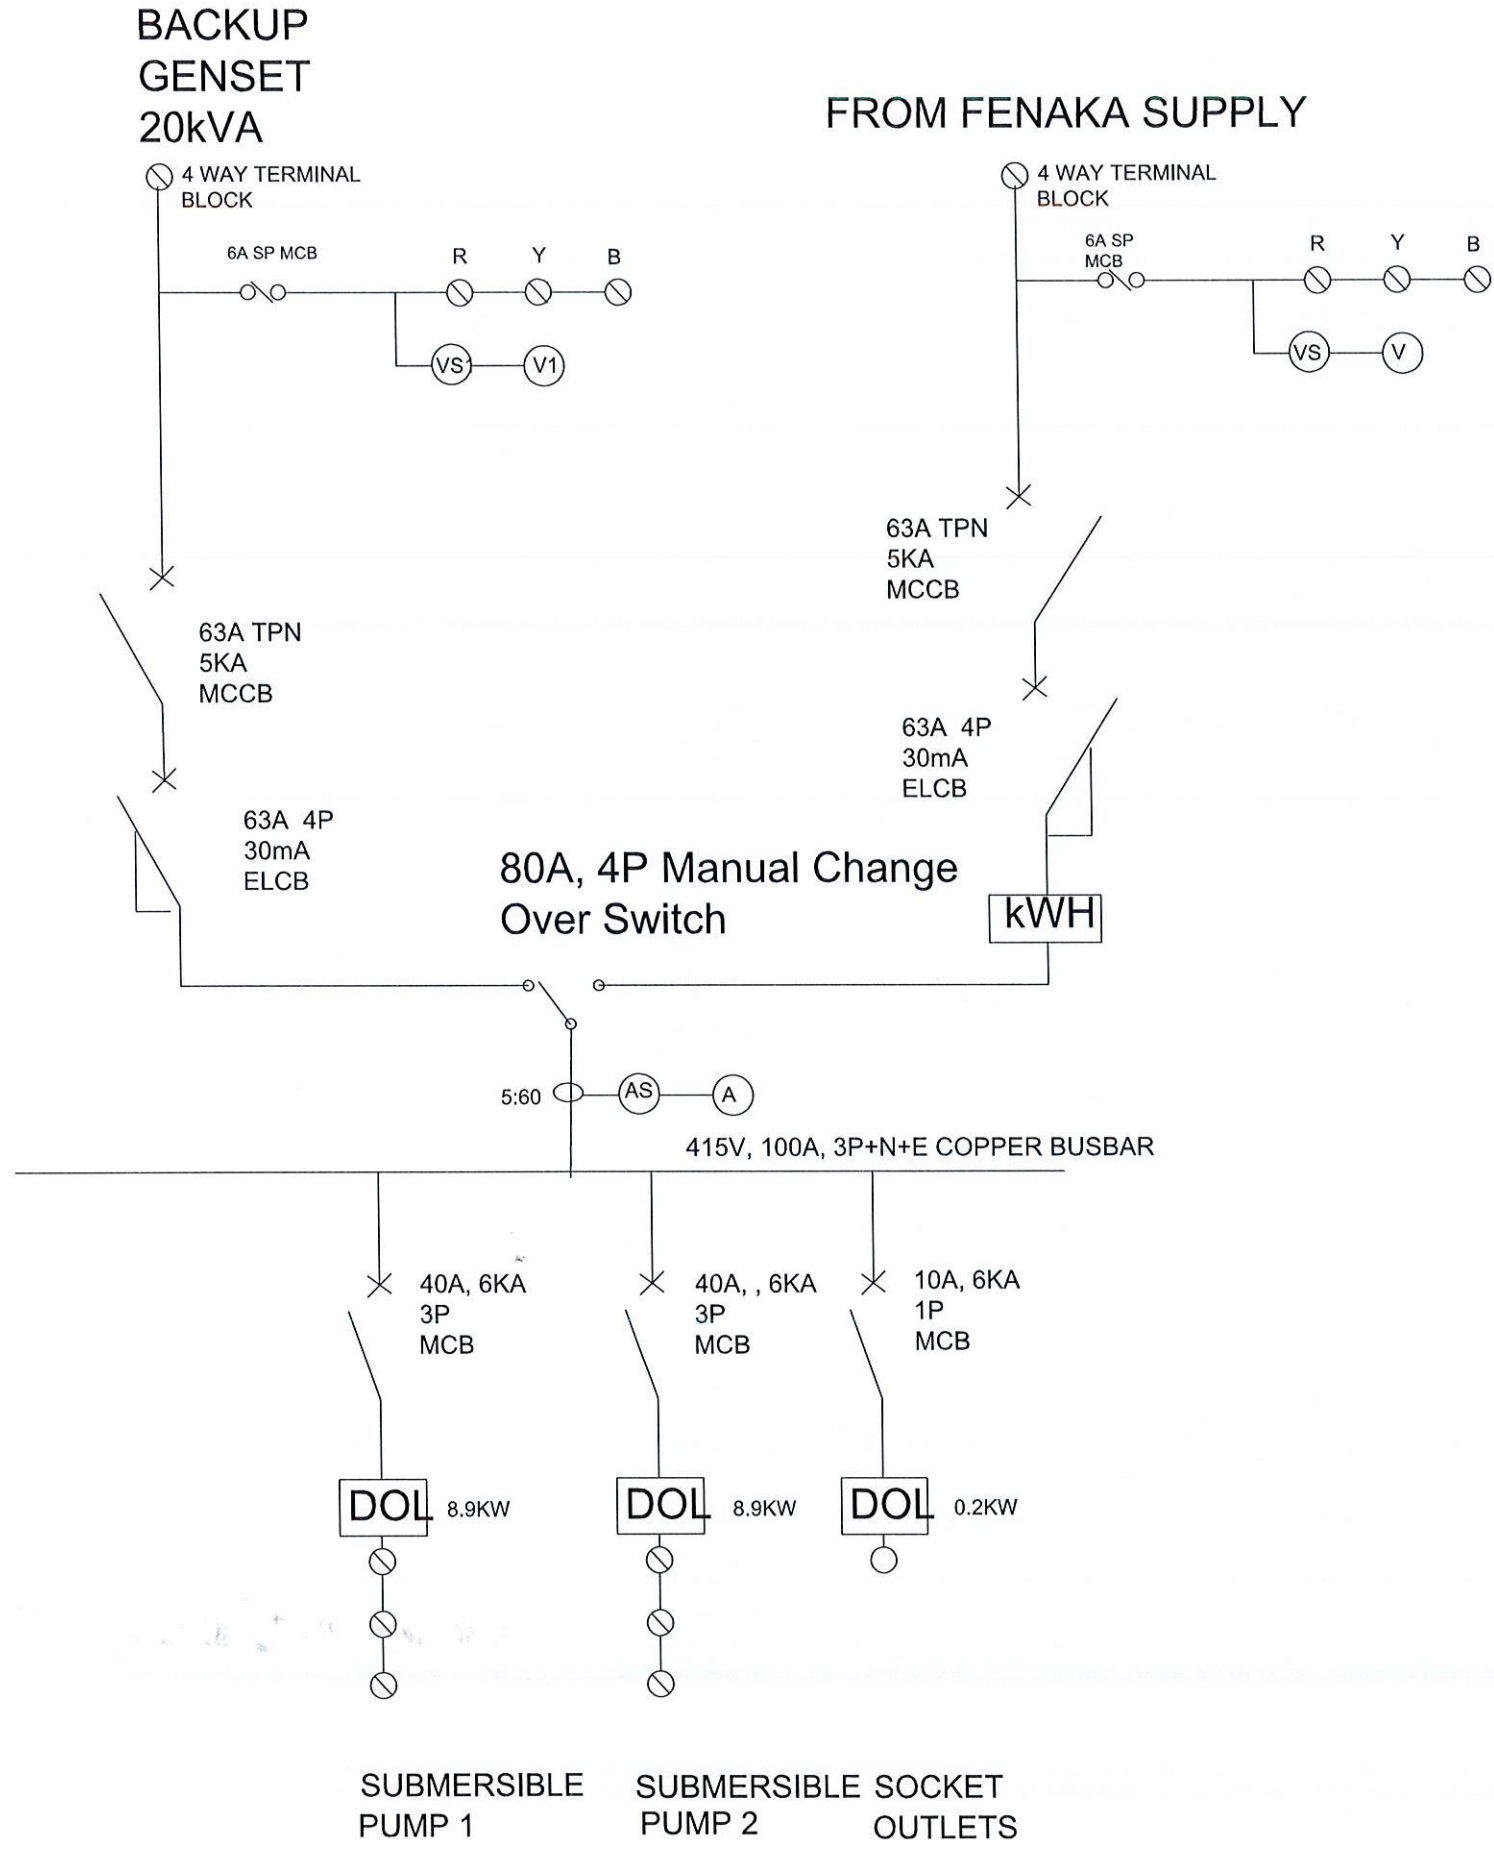 BACKUP
GENSET
20kVA
FROM FENAKA SUPPLY
4 WAY TERMINAL
BLOCK
4 WAY TERMINAL
BLOCK
6A SP MCB
R
Y
B
6A SP
MCB
R
Y
B
VS1
V1
VS
V
63A TPN
5KA
MCCB
63A TPN
5KA
MCCB
63A 4P
30mA
ELCB
63A 4P
30mA
ELCB
80A, 4P Manual Change
Over Switch
kWH
5:60
AS
A
415V, 100A, 3P+N+E COPPER BUSBAR
40A, 6KA
3P
MCB
40A, , 6KA
3P
MCB
10A, 6KA
1P
MCB
DOL
8.9KW
DOL
8.9KW
DOL
0.2KW
SUBMERSIBLE
PUMP 1
SUBMERSIBLE
PUMP 2
SOCKET
OUTLETS